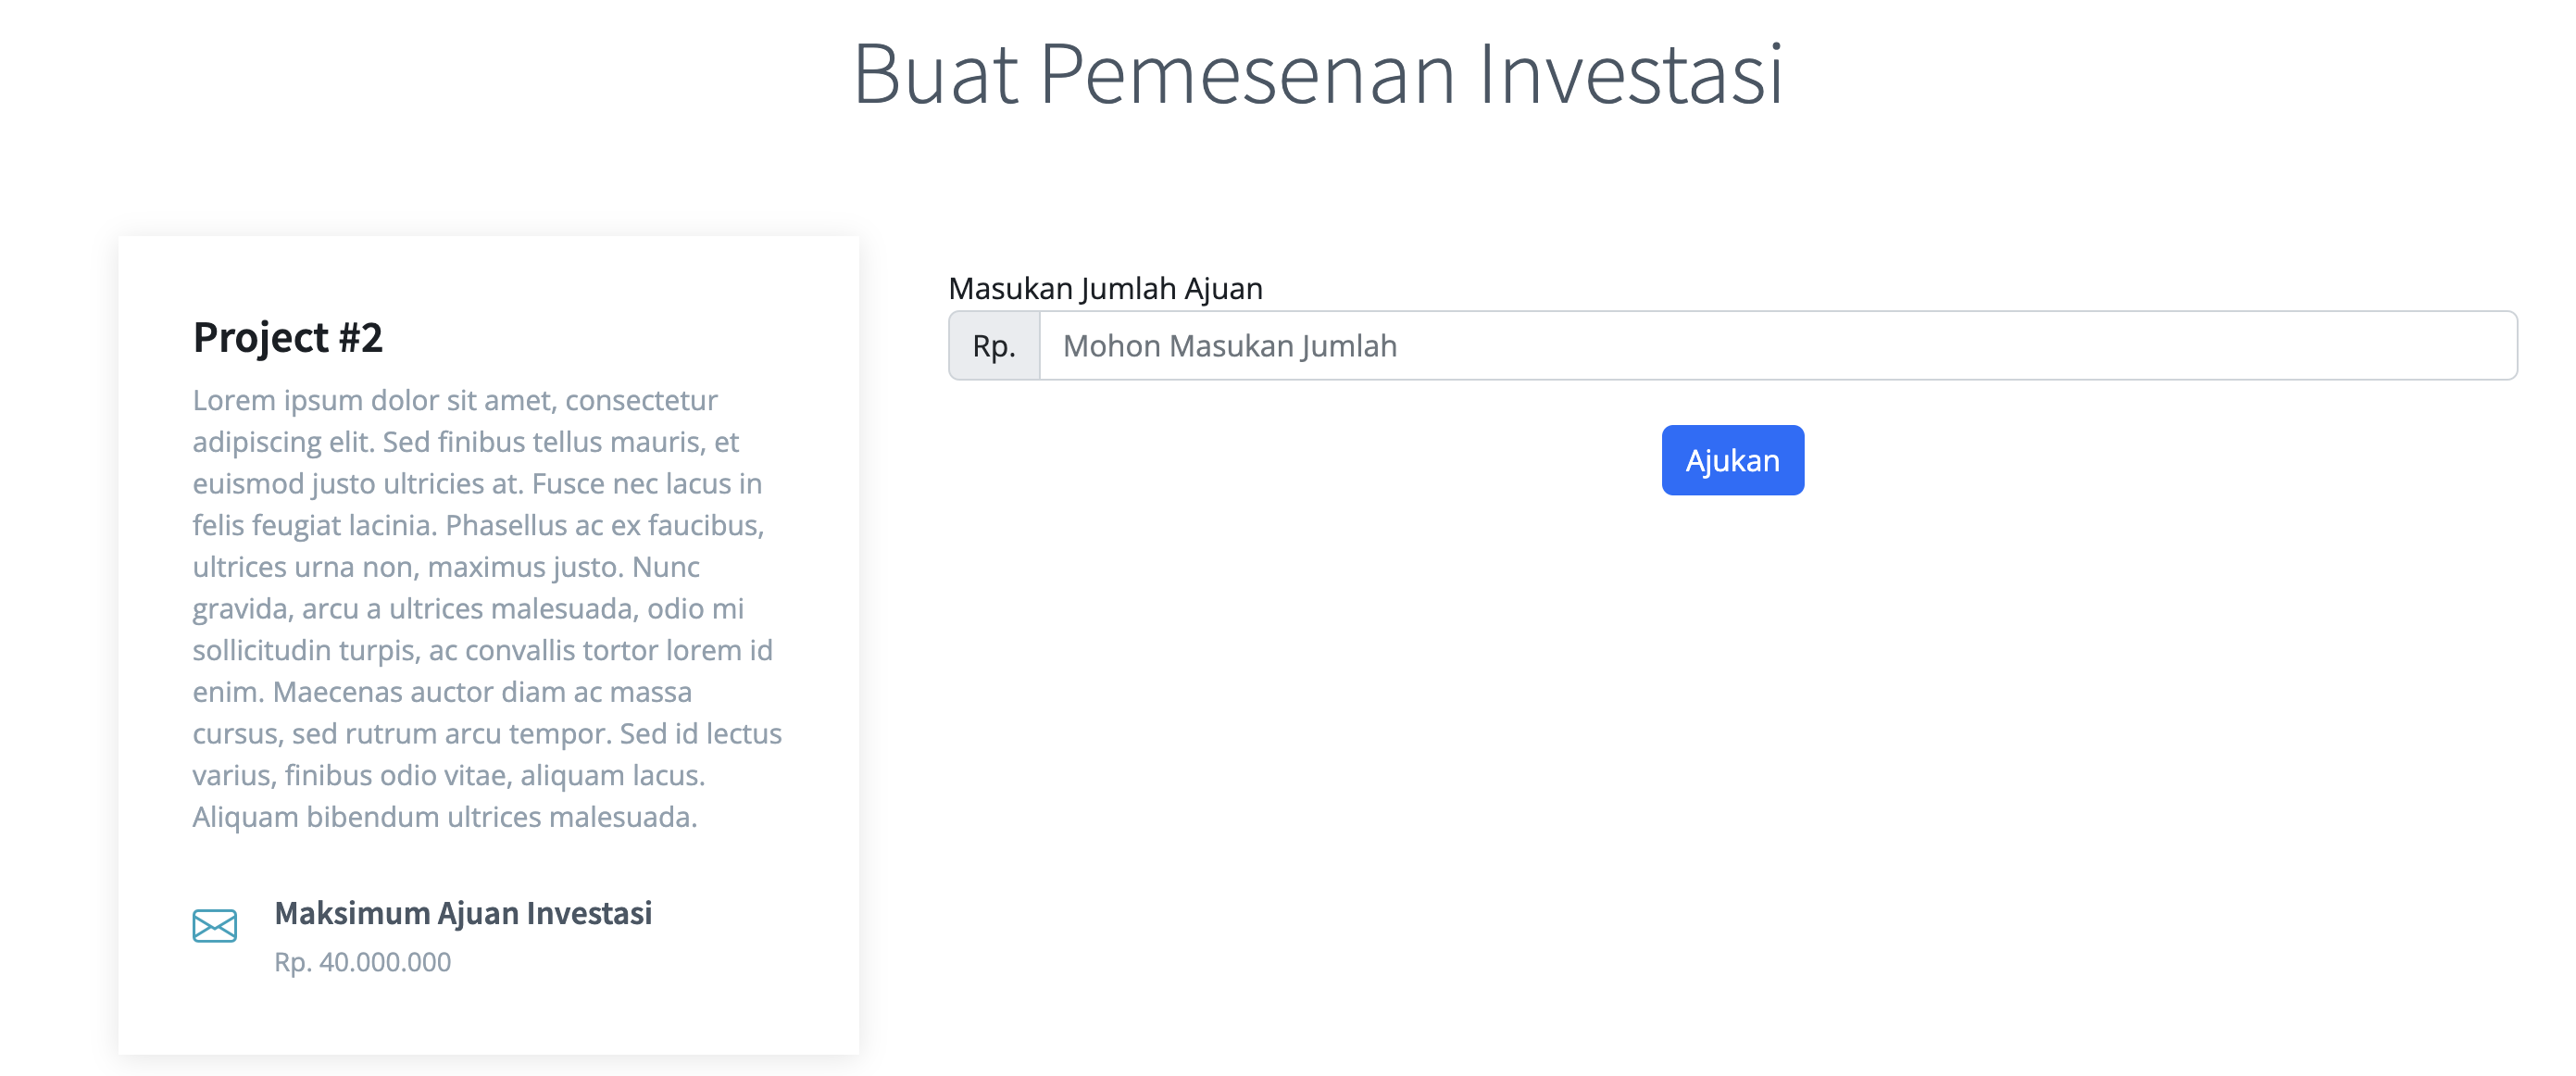 Buat Pemesenan Investasi
Project #2
Lorem ipsum dolor sit amet, consectetur
adipiscing elit. Sed finibus tellus mauris, et
euismod justo ultricies at. Fusce nec lacus in
felis feugiat lacinia. Phasellus ac ex faucibus,
ultrices urna non, maximus justo. Nunc
gravida, arcu a ultrices malesuada, odio mi
sollicitudin turpis, ac convallis tortor lorem id
enim. Maecenas auctor diam ac massa
cursus, sed rutrum arcu tempor. Sed id lectus
varius, finibus odio vitae, aliquam lacus.
Aliquam bibendum ultrices malesuada.
Maksimum Ajuan Investasi
Rp. 40.000.000
Masukan Jumlah Ajuan
Rp. Mohon Masukan Jumlah
Ajukan